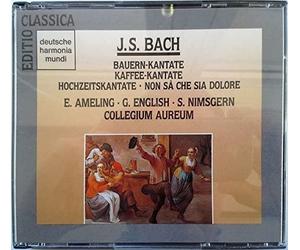 EDITIO CLASSICA
deutsche
harmonia
mundi
J.S. BACH
BAUERN-KANTATE
KAFFEE-KANTATE
HOCHZEITSKANTATE · NON SÀ CHE SIA DOLORE
E. AMELING · G. ENGLISH · S. NIMSGERN
COLLEGIUM AUREUM